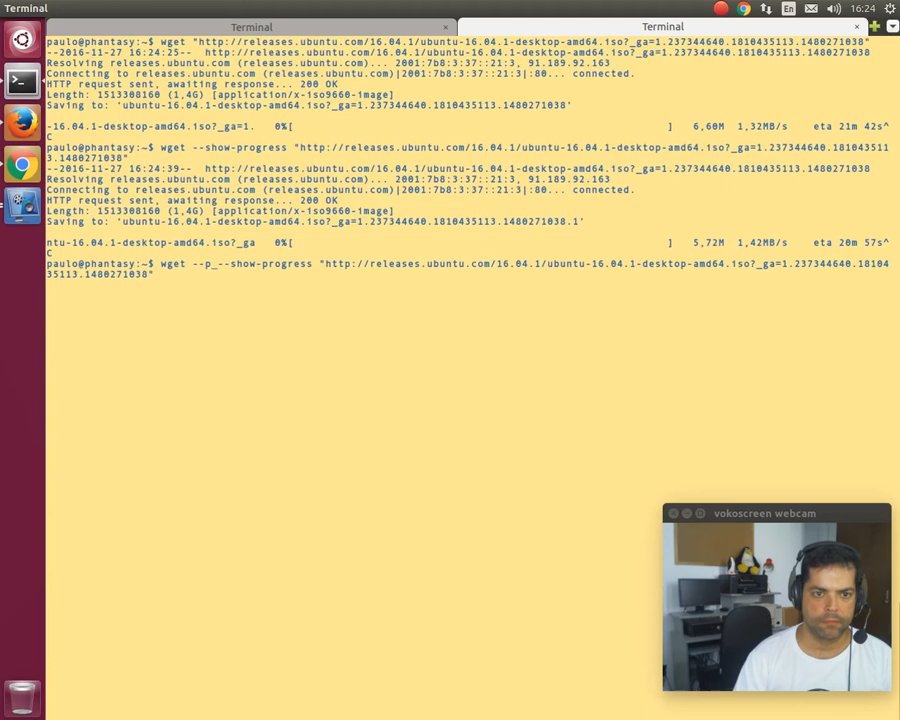 Terminal
En
16:24
Terminal
Terminal
paulo@phantasy:~$ wget "http://releases.ubuntu.com/16.04.1/ubuntu-16.04.1-desktop-amd64.iso?_ga=1.237344640.1810435113.1480271038"
--2016-11-27 16:24:25--  http://releases.ubuntu.com/16.04.1/ubuntu-16.04.1-desktop-amd64.iso?_ga=1.237344640.1810435113.1480271038
Resolving releases.ubuntu.com (releases.ubuntu.com)... 2001:7b8:3:37::21:3, 91.189.92.163
Connecting to releases.ubuntu.com (releases.ubuntu.com)|2001:7b8:3:37::21:3|:80... connected.
HTTP request sent, awaiting response... 200 OK
Length: 1513308160 (1,4G) [application/x-iso9660-image]
Saving to: ‘ubuntu-16.04.1-desktop-amd64.iso?_ga=1.237344640.1810435113.1480271038’
-16.04.1-desktop-amd64.iso?_ga=1.   0%[                    ]   6,60M  1,32MB/s    eta 21m 42s^
C
paulo@phantasy:~$ wget --show-progress "http://releases.ubuntu.com/16.04.1/ubuntu-16.04.1-desktop-amd64.iso?_ga=1.237344640.181043511
3.1480271038"
--2016-11-27 16:24:39--  http://releases.ubuntu.com/16.04.1/ubuntu-16.04.1-desktop-amd64.iso?_ga=1.237344640.1810435113.1480271038
Resolving releases.ubuntu.com (releases.ubuntu.com)... 2001:7b8:3:37::21:3, 91.189.92.163
Connecting to releases.ubuntu.com (releases.ubuntu.com)|2001:7b8:3:37::21:3|:80... connected.
HTTP request sent, awaiting response... 200 OK
Length: 1513308160 (1,4G) [application/x-iso9660-image]
Saving to: ‘ubuntu-16.04.1-desktop-amd64.iso?_ga=1.237344640.1810435113.1480271038.1’
ntu-16.04.1-desktop-amd64.iso?_ga   0%[                    ]   5,72M  1,42MB/s    eta 20m 57s^
C
paulo@phantasy:~$ wget --p_--show-progress "http://releases.ubuntu.com/16.04.1/ubuntu-16.04.1-desktop-amd64.iso?_ga=1.237344640.18104
35113.1480271038"
vokoscreen webcam